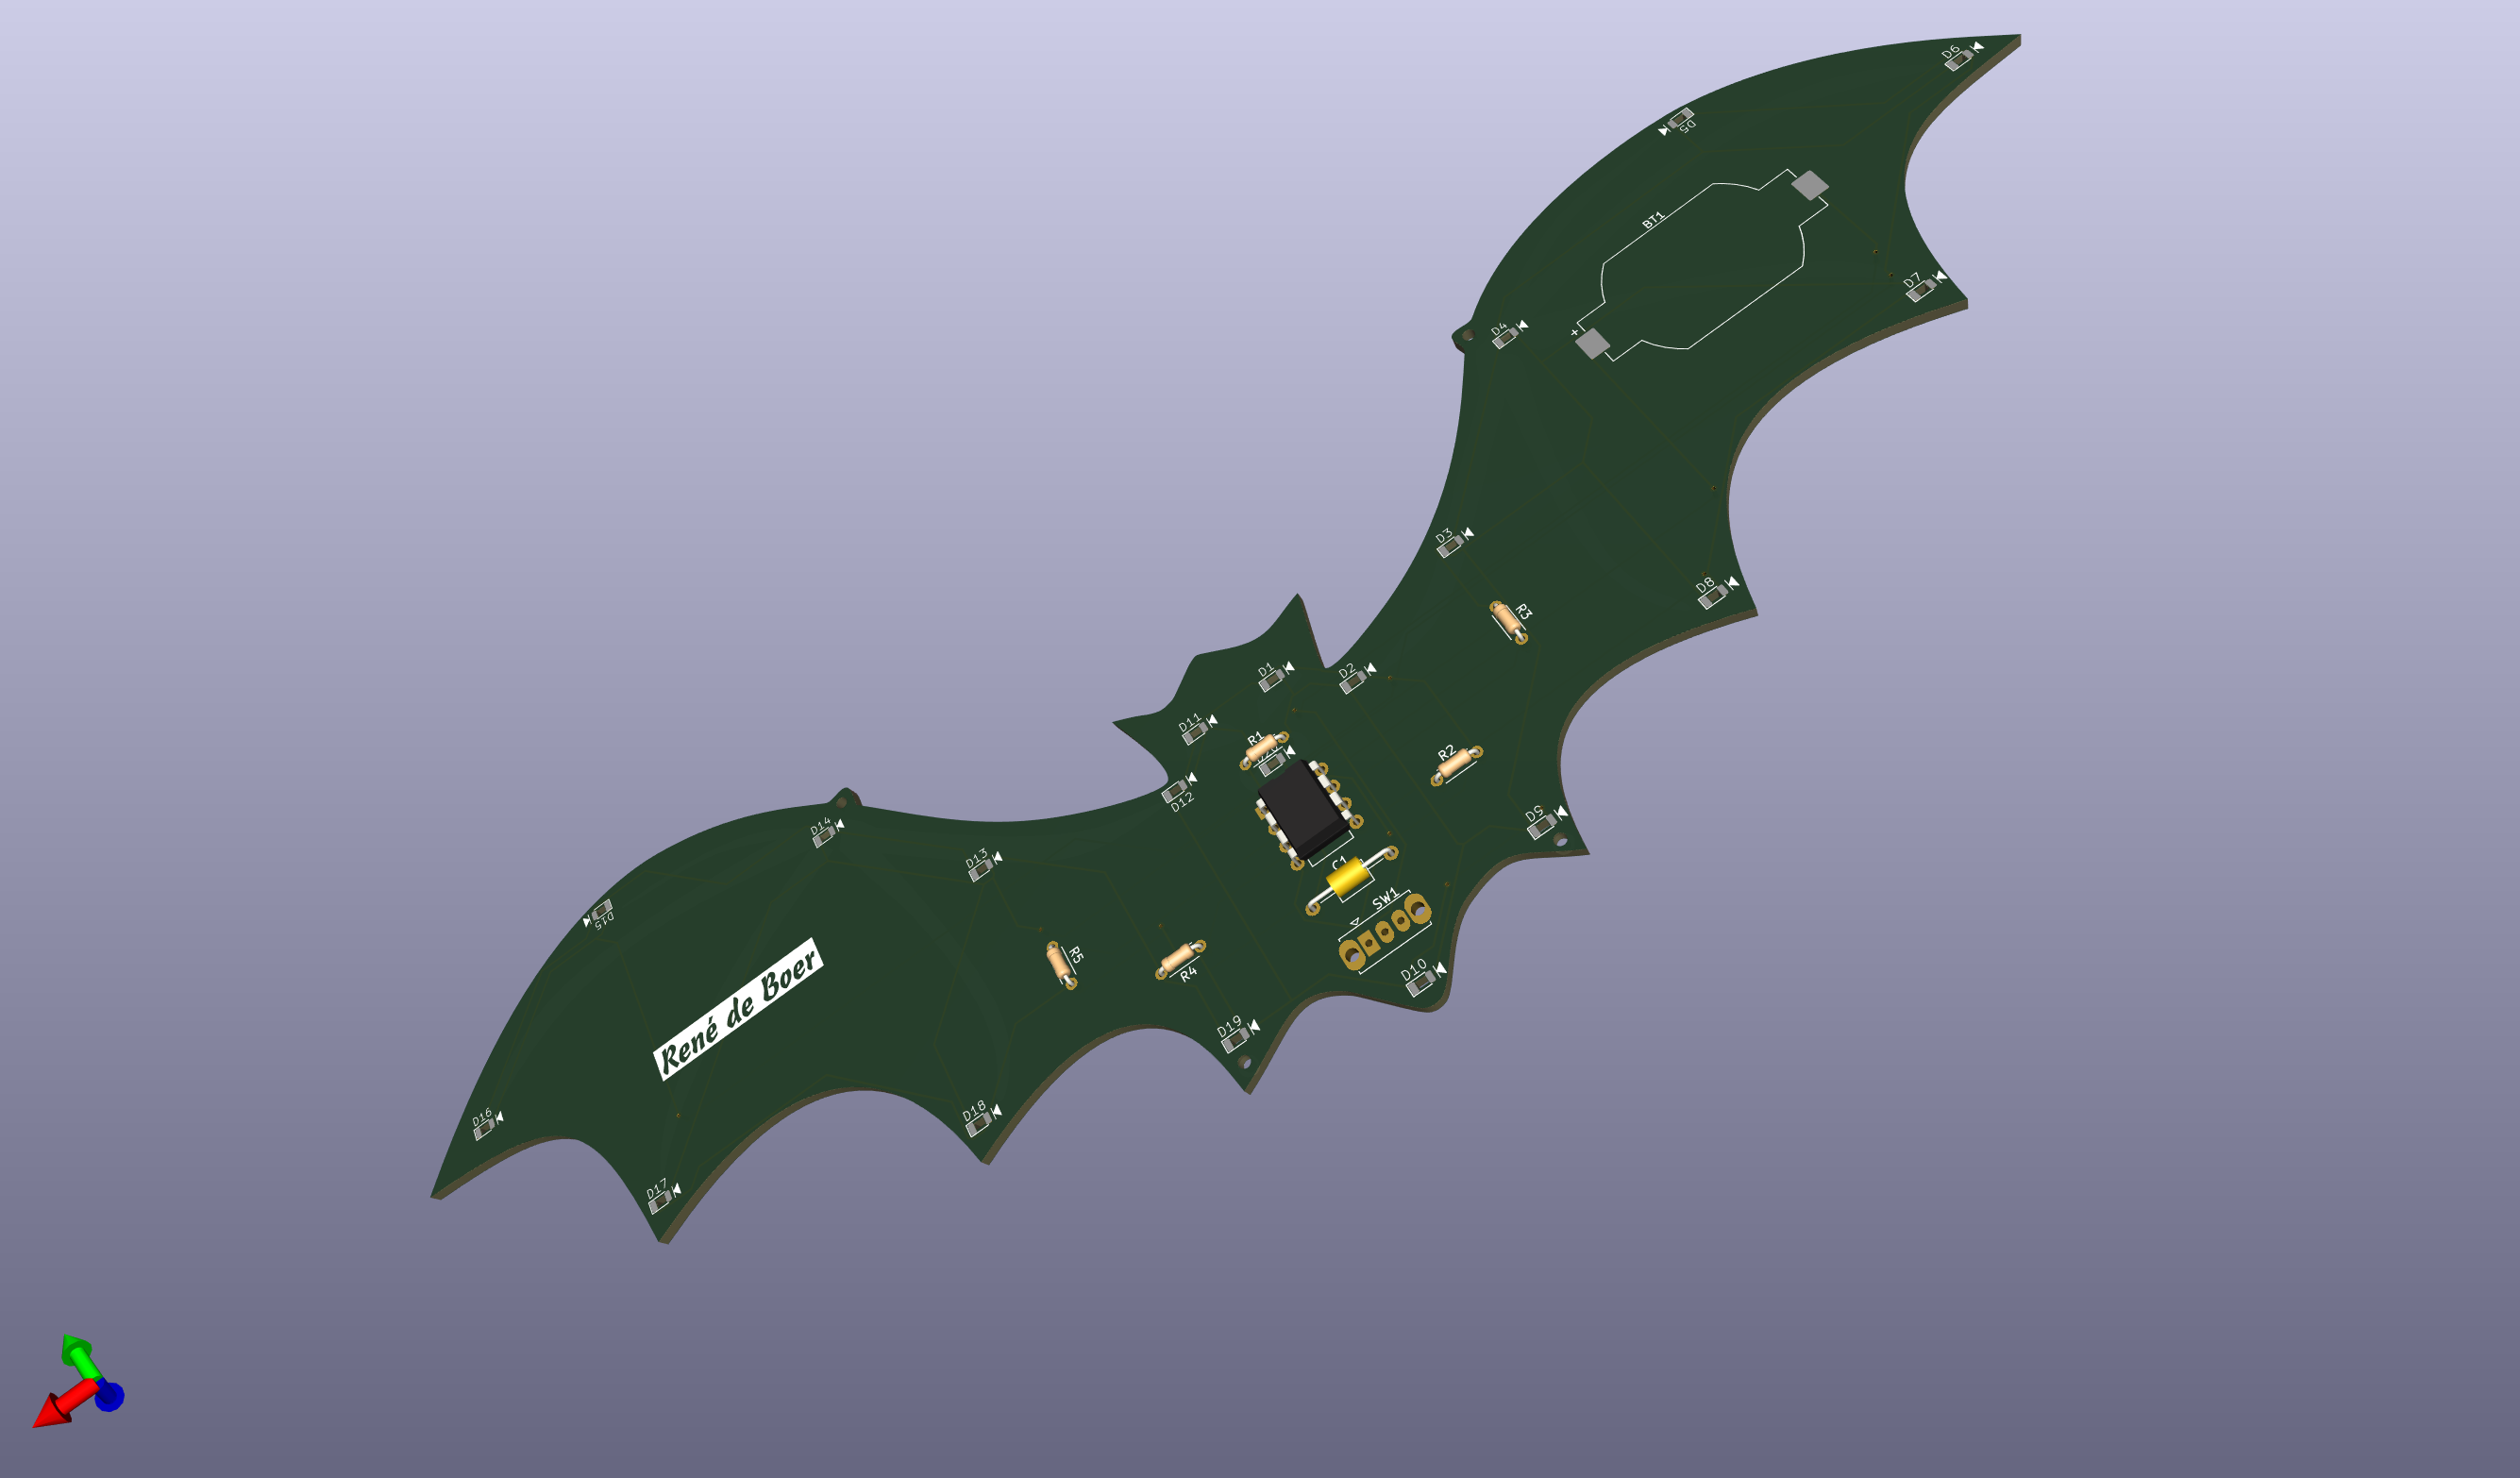 D6
D5
BT1
D7
+
D4
D3
D8
R3
D1
D2
D11
R1
R2
D12
D14
D9
D13
C1
SW1
D15
R5
R4
D10
René de Boer
D19
D16
D18
D17